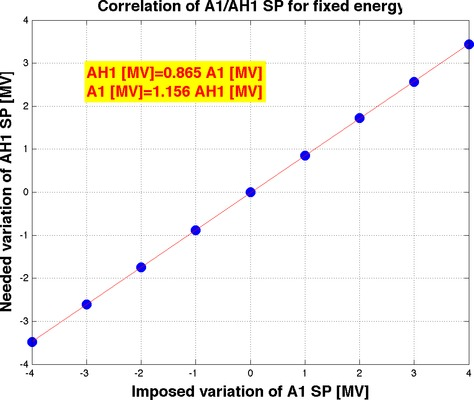 Correlation of A1/AH1 SP for fixed energy
AH1 [MV]=0.865 A1 [MV]
A1 [MV]=1.156 AH1 [MV]
Needed variation of AH1 SP [MV]
4
3
2
1
0
-1
-2
-3
-4
-4 -3 -2 -1 0 1 2 3 4
Imposed variation of A1 SP [MV]